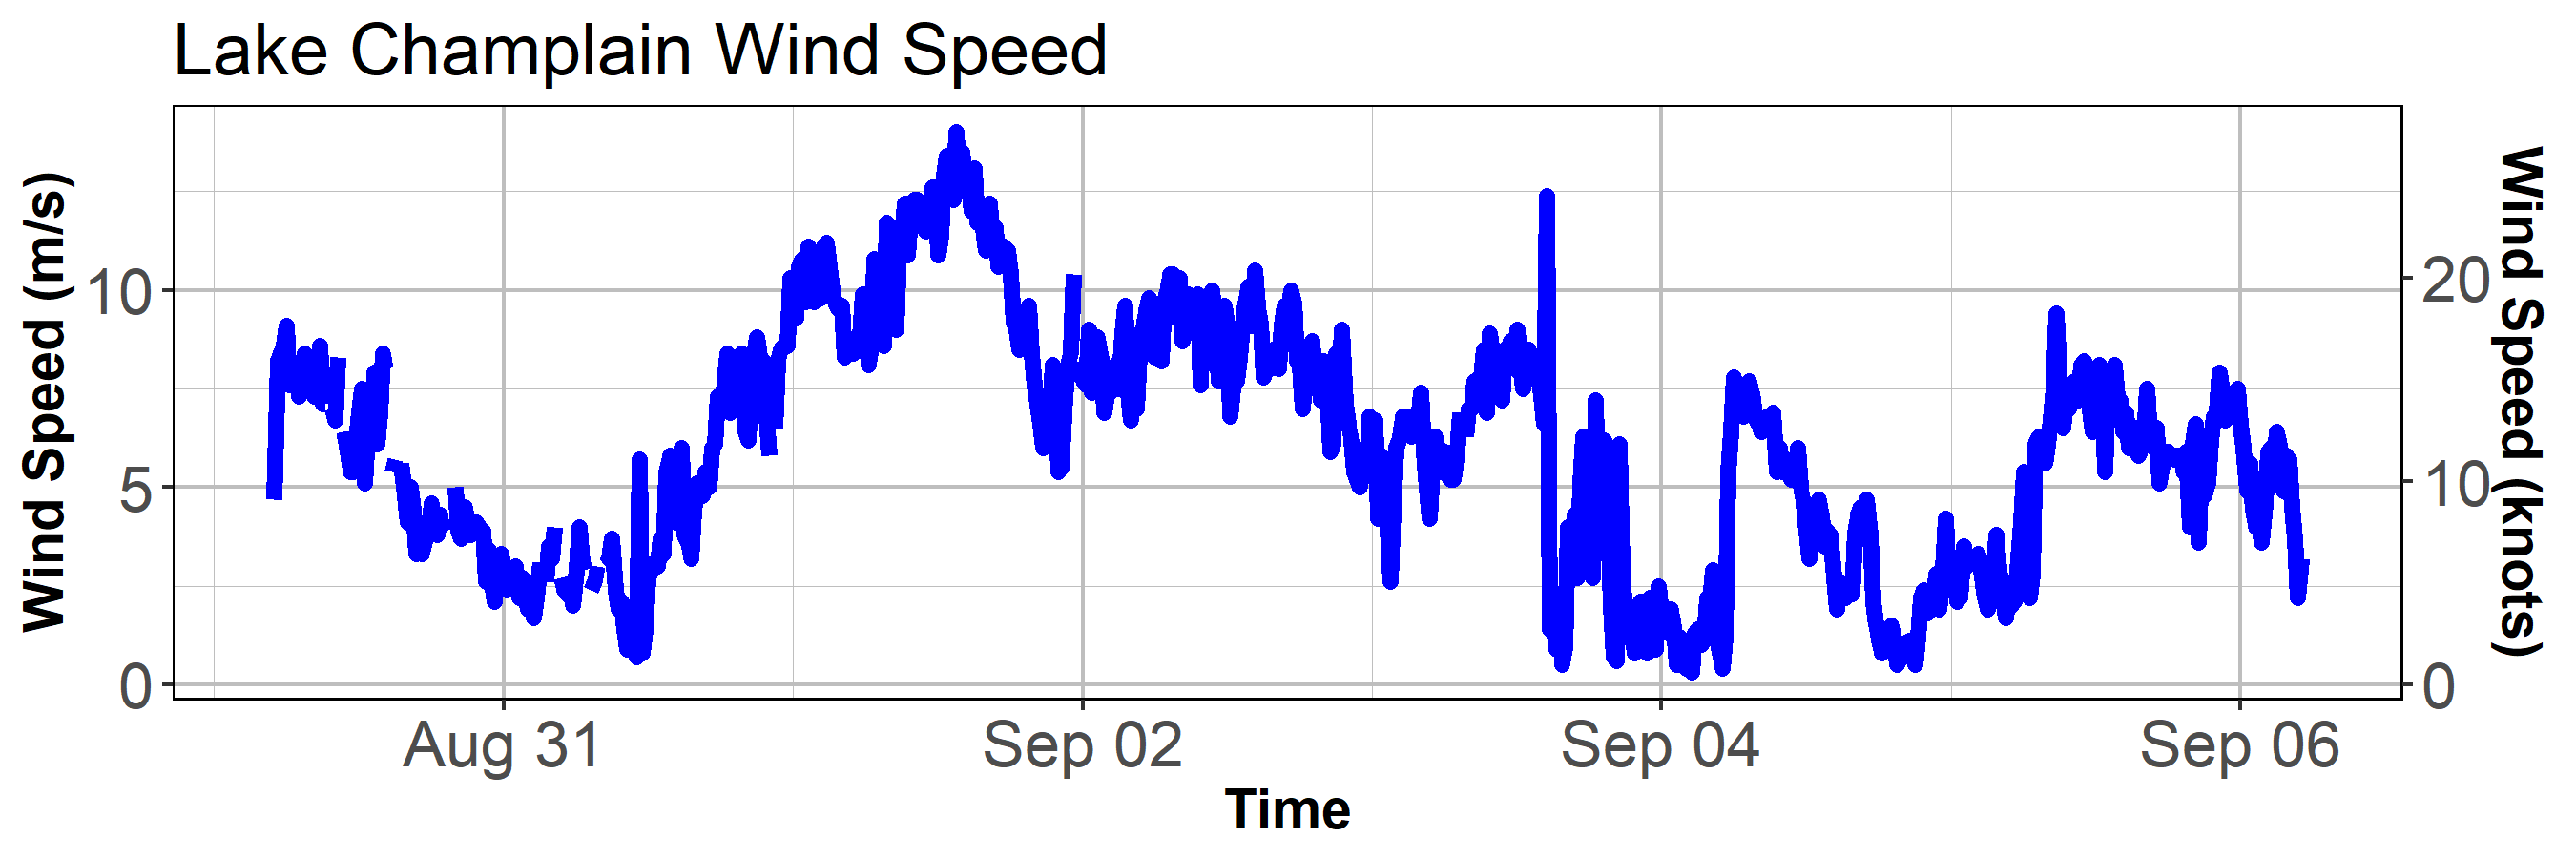 Lake Champlain Wind Speed
Wind Speed (m/s)
10
5
0
20
10
0
Wind Speed (knots)
Aug 31
Sep 02
Sep 04
Sep 06
Time